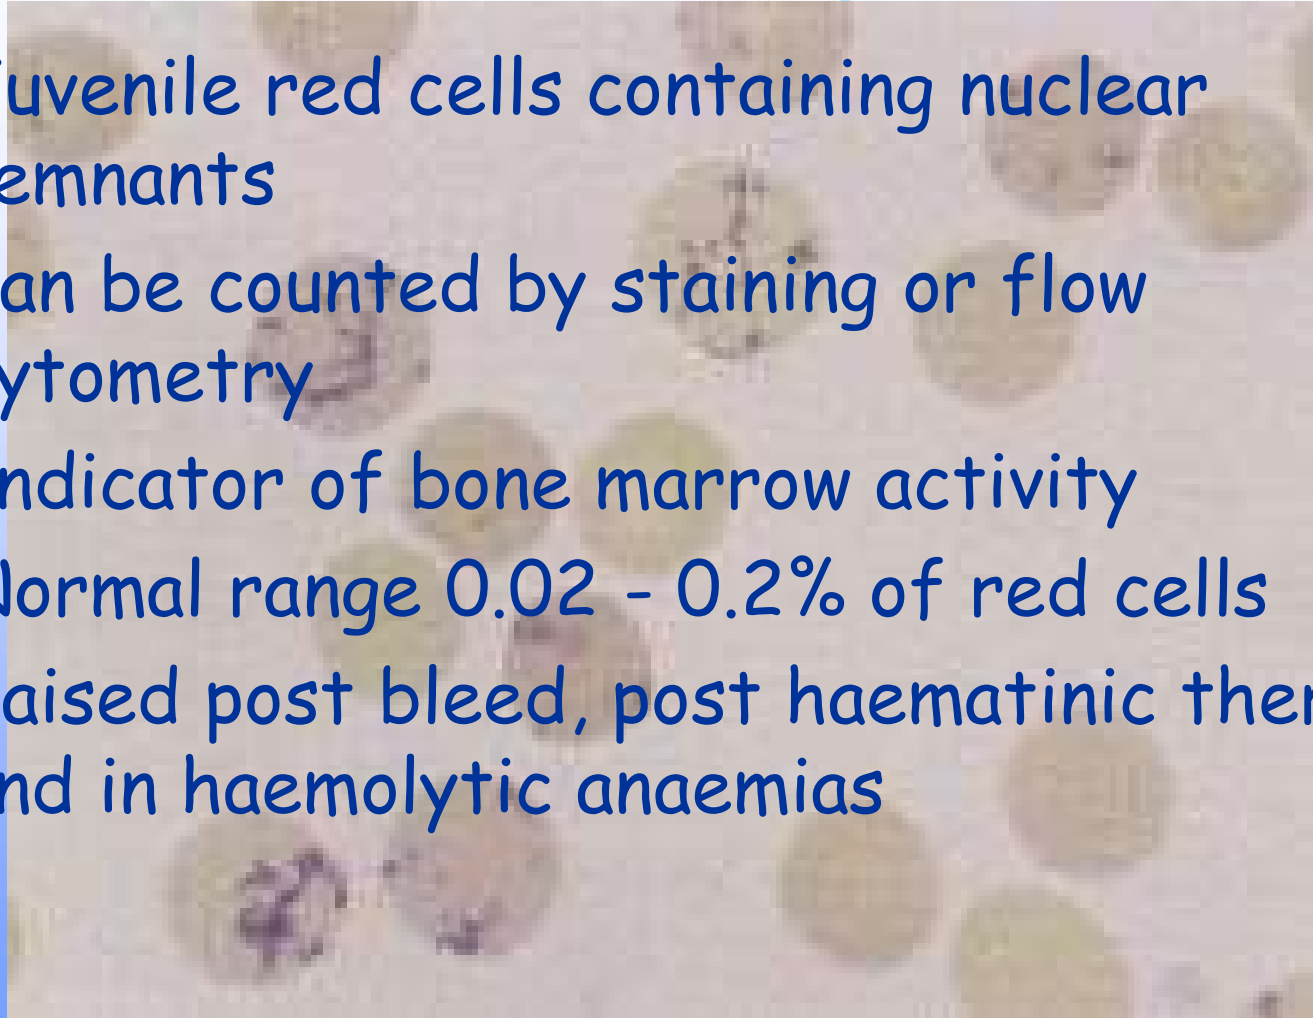 uvenile red cells containing nuclear
emnants
an be counted by staining or flow
ytometry
ndicator of bone marrow activity
Normal range 0.02 - 0.2% of red cells
aised post bleed, post haematinic ther
nd in haemolytic anaemias